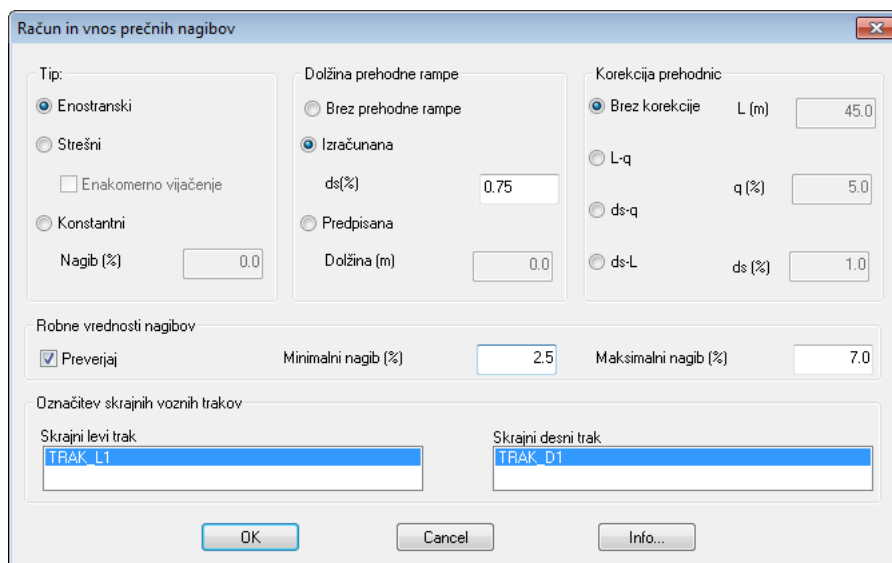 Račun in vnos prečnih nagibov
Tip:
Enostranski
Strešni
Enakomerno vijačenje
Konstantni
Nagib (%) 0.0
Dolžina prehodne rampe
Brez prehodne rampe
Izračunana
ds(%) 0.75
Predpisana
Dolžina (m) 0.0
Korekcija prehodnic
Brez korekcije L (m) 45.0
L-q
q (%) 5.0
ds-q
ds-L ds (%) 1.0
Robne vrednosti nagibov
Preverjaj Minimalni nagib (%) 2.5 Maksimalni nagib (%) 7.0
Označitev skrajnih voznih trakov
Skrajni levi trak
TRAK_L1
Skrajni desni trak
TRAK_D1
OK Cancel Info...